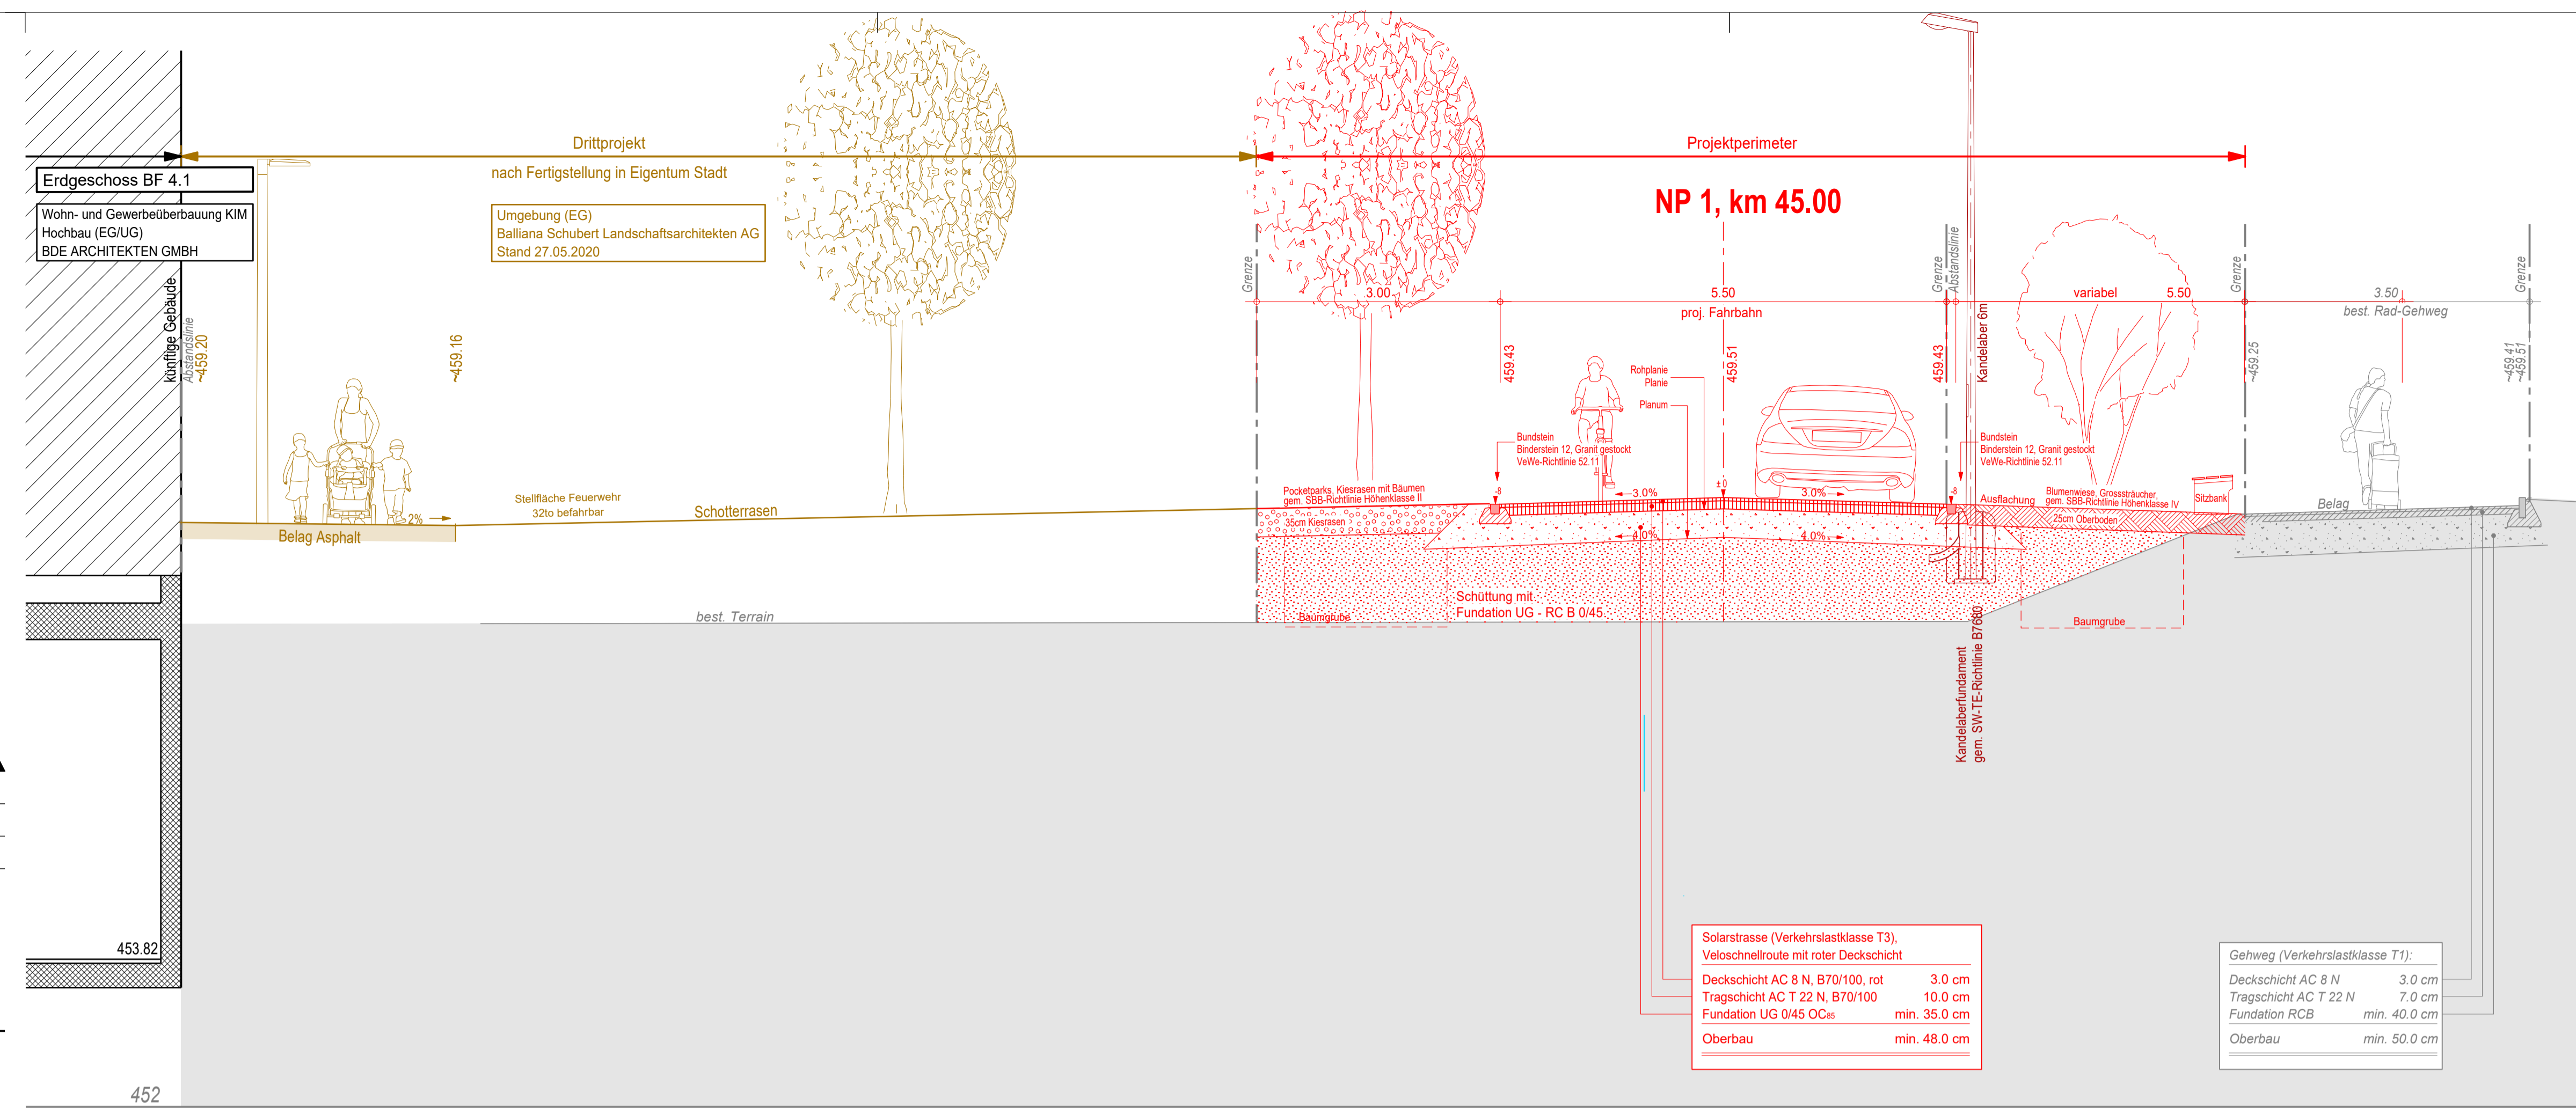 Erdgeschoss BF 4.1
Wohn- und Gewerbeüberbauung KIM
Hochbau (EG/UG)
BDE ARCHITEKTEN GMBH
künftige Gebäude
Abstandslinie
~459.20
~459.16
Drittprojekt
nach Fertigstellung in Eigentum Stadt
Umgebung (EG)
Balliana Schubert Landschaftsarchitekten AG
Stand 27.05.2020
2%
Belag Asphalt
Stellfläche Feuerwehr
32to befahrbar
Schotterrasen
best. Terrain
Projektperimeter
NP 1, km 45.00
Grenze
3.00
5.50
proj. Fahrbahn
Grenze
Abstandslinie
variabel
5.50
Grenze
3.50
best. Rad-Gehweg
Grenze
459.43
459.51
459.43
Kandelaber 6m
~459.25
~459.41
~459.51
Rohplanie
Planie
Planum
Bundstein
Binderstein 12, Granit gestockt
VeWe-Richtlinie 52.11
Bundstein
Binderstein 12, Granit gestockt
VeWe-Richtlinie 52.11
Pocketparks, Kiesrasen mit Bäumen
gem. SBB-Richtlinie Höhenklasse II
35cm Kiesrasen
-8
3.0%
±0
3.0%
-8
4.0%
4.0%
Ausflachung
Blumenwiese, Grosssträucher,
gem. SBB-Richtlinie Höhenklasse IV
25cm Oberboden
Sitzbank
Belag
Baumgrube
Schüttung mit
Fundation UG - RC B 0/45
Baumgrube
Kandelaberfundament
gem. SW-TE-Richtlinie B7680
453.82
452
Solarstrasse (Verkehrslastklasse T3),
Veloschnellroute mit roter Deckschicht
Deckschicht AC 8 N, B70/100, rot 3.0 cm
Tragschicht AC T 22 N, B70/100 10.0 cm
Fundation UG 0/45 OC85 min. 35.0 cm
Oberbau min. 48.0 cm
Gehweg (Verkehrslastklasse T1):
Deckschicht AC 8 N 3.0 cm
Tragschicht AC T 22 N 7.0 cm
Fundation RCB min. 40.0 cm
Oberbau min. 50.0 cm